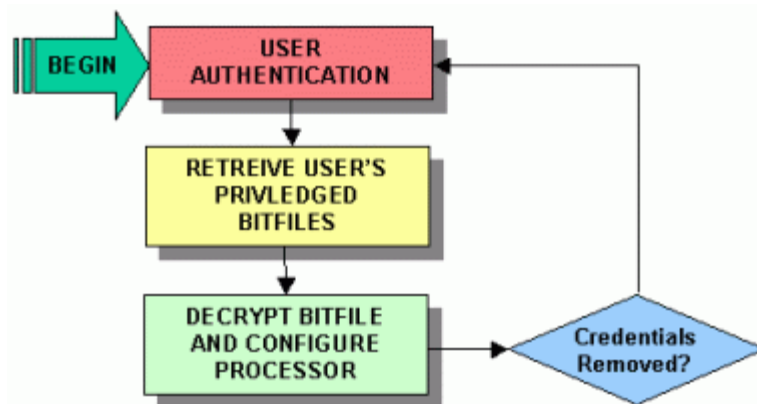 BEGIN
USER
AUTHENTICATION
RETREIVE USER'S
PRIVLEDGED
BITFILES
DECRYPT BITFILE
AND CONFIGURE
PROCESSOR
Credentials
Removed?